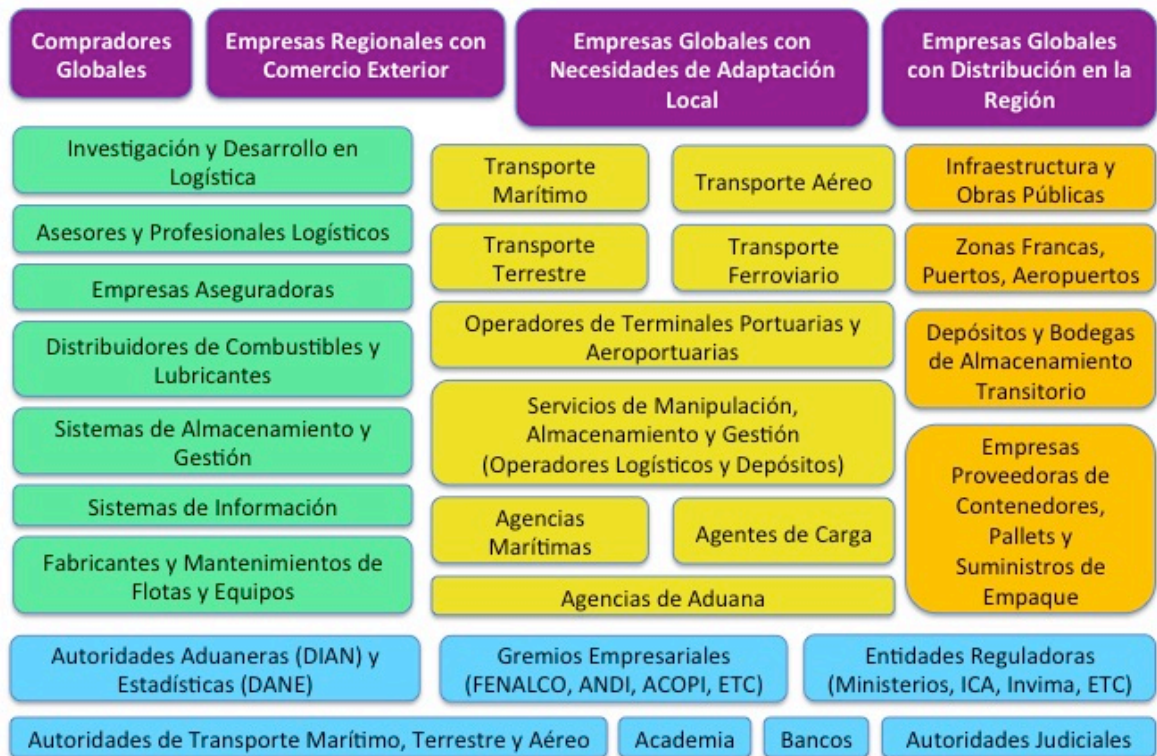 Compradores
Globales
Empresas Regionales con
Comercio Exterior
Empresas Globales con
Necesidades de Adaptación
Local
Empresas Globales
con Distribución en la
Región
Investigación y Desarrollo en
Logística
Asesores y Profesionales Logísticos
Empresas Aseguradoras
Distribuidores de Combustibles y
Lubricantes
Sistemas de Almacenamiento y
Gestión
Sistemas de Información
Fabricantes y Mantenimientos de
Flotas y Equipos
Transporte
Marítimo
Transporte Aéreo
Transporte
Terrestre
Transporte
Ferroviario
Operadores de Terminales Portuarias y
Aeroportuarias
Servicios de Manipulación,
Almacenamiento y Gestión
(Operadores Logísticos y Depósitos)
Agencias
Marítimas
Agentes de Carga
Agencias de Aduana
Infraestructura y
Obras Públicas
Zonas Francas,
Puertos, Aeropuertos
Depósitos y Bodegas
de Almacenamiento
Transitorio
Empresas
Proveedoras de
Contenedores,
Pallets y
Suministros de
Empaque
Autoridades Aduaneras (DIAN) y
Estadísticas (DANE)
Gremios Empresariales
(FENALCO, ANDI, ACOPI, ETC)
Entidades Reguladoras
(Ministerios, ICA, Invima, ETC)
Autoridades de Transporte Marítimo, Terrestre y Aéreo
Academia
Bancos
Autoridades Judiciales